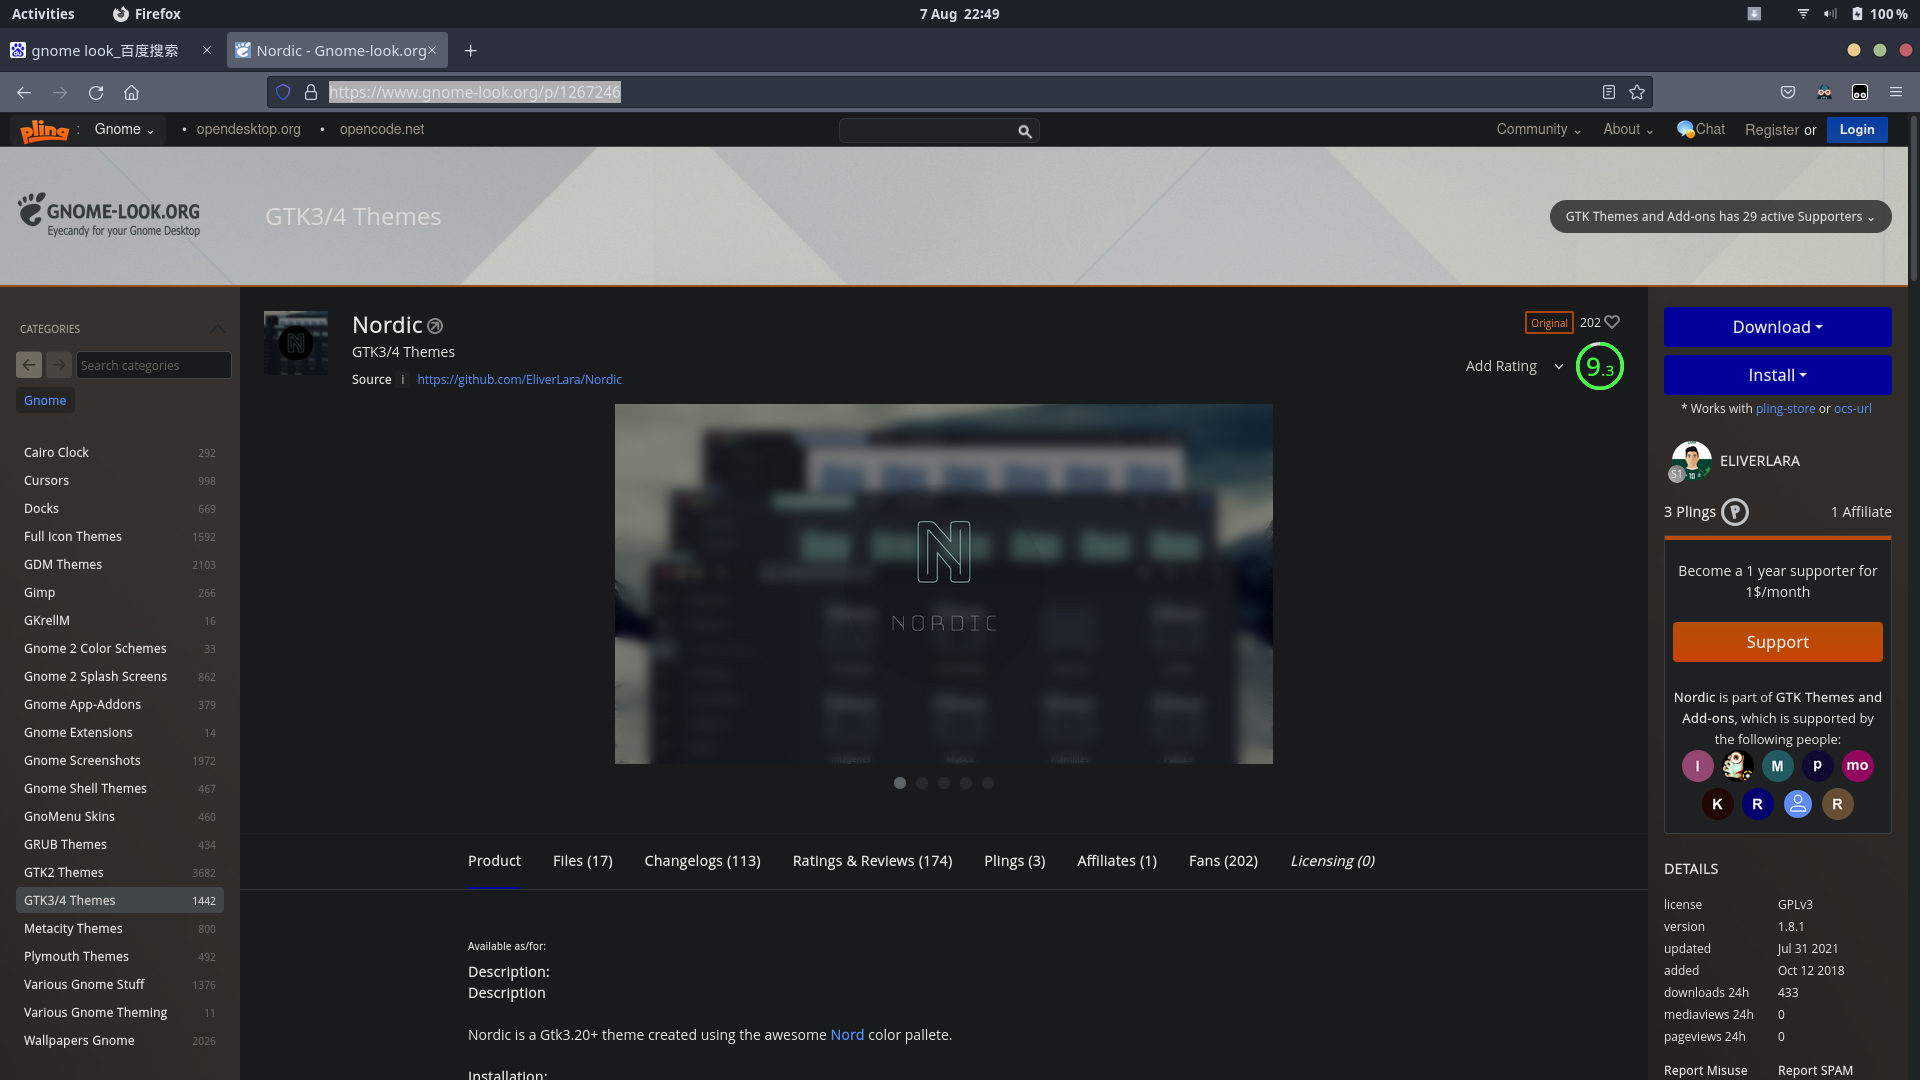 Activities Firefox 7 Aug 22:49 100 %
gnome look_百度搜索 Nordic - Gnome-look.org
https://www.gnome-look.org/p/1267246
pling : Gnome • opendesktop.org • opencode.net Community About Chat Register or Login
GNOME-LOOK.ORG
Eyecandy for your Gnome Desktop
GTK3/4 Themes
GTK Themes and Add-ons has 29 active Supporters
CATEGORIES
Search categories
Gnome
Cairo Clock 292
Cursors 998
Docks 669
Full Icon Themes 1592
GDM Themes 2103
Gimp 266
GKrellM 16
Gnome 2 Color Schemes 33
Gnome 2 Splash Screens 862
Gnome App-Addons 379
Gnome Extensions 14
Gnome Screenshots 1972
Gnome Shell Themes 467
GnoMenu Skins 460
GRUB Themes 434
GTK2 Themes 3682
GTK3/4 Themes 1442
Metacity Themes 800
Plymouth Themes 492
Various Gnome Stuff 1376
Various Gnome Theming 11
Wallpapers Gnome 2026
Nordic
GTK3/4 Themes
Source i https://github.com/EliverLara/Nordic
Original 202
Add Rating 9.3
N
NORDIC
Product Files (17) Changelogs (113) Ratings & Reviews (174) Plings (3) Affiliates (1) Fans (202) Licensing (0)
Available as/for:
Description:
Description
Nordic is a Gtk3.20+ theme created using the awesome Nord color pallete.
Installation:
Download
Install
* Works with pling-store or ocs-url
S1
ELIVERLARA
3 Plings P 1 Affiliate
Become a 1 year supporter for
1$/month
Support
Nordic is part of GTK Themes and
Add-ons, which is supported by
the following people:
I M p mo
K R R
DETAILS
license GPLv3
version 1.8.1
updated Jul 31 2021
added Oct 12 2018
downloads 24h 433
mediaviews 24h 0
pageviews 24h 0
Report Misuse Report SPAM